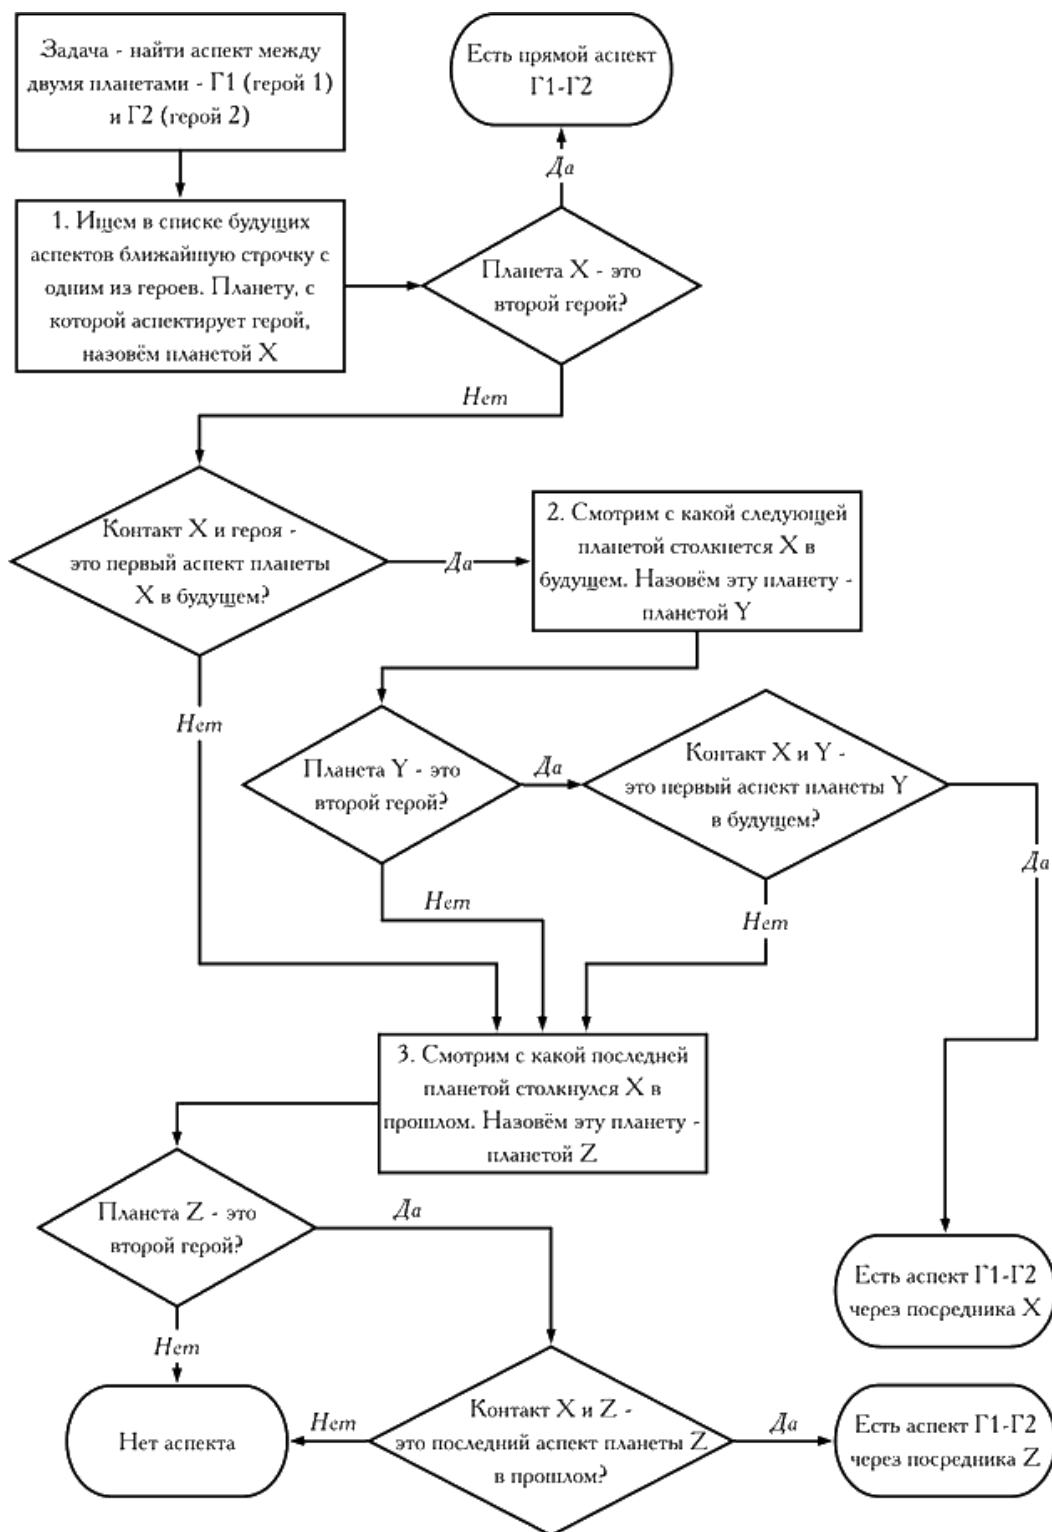 Задача - найти аспект между
двумя планетами - Г1 (герой 1)
и Г2 (герой 2)
Есть прямой аспект
Г1-Г2
Да
1. Ищем в списке будущих
аспектов ближайшую строчку с
одним из героев. Планету, с
которой аспектирует герой,
назовём планетой X
Планета X - это
второй герой?
Нет
Контакт X и героя -
это первый аспект планеты
X в будущем?
Да
2. Смотрим с какой следующей
планетой столкнется X в
будущем. Назовём эту планету -
планетой Y
Нет
Планета Y - это
второй герой?
Да
Контакт X и Y -
это первый аспект планеты Y
в будущем?
Да
Нет
Нет
3. Смотрим с какой последней
планетой столкнулся X в
прошлом. Назовём эту планету -
планетой Z
Планета Z - это
второй герой?
Да
Есть аспект Г1-Г2
через посредника X
Нет
Нет аспекта
Нет
Контакт X и Z -
это последний аспект планеты Z
в прошлом?
Да
Есть аспект Г1-Г2
через посредника Z